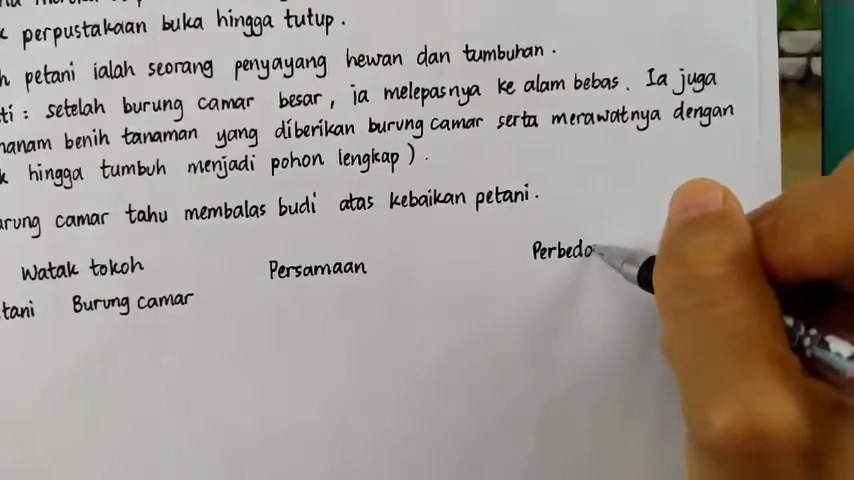 perpustakaan buka hingga tutup.
petani ialah seorang penyayang hewan dan tumbuhan.
ti : setelah burung camar besar, ia melepasnya ke alam bebas. Ia juga
nanam benih tanaman yang diberikan burung camar serta merawatnya dengan
k hingga tumbuh menjadi pohon lengkap).
urung camar tahu membalas budi atas kebaikan petani.
Watak tokoh Persamaan Perbeda
tani Burung camar